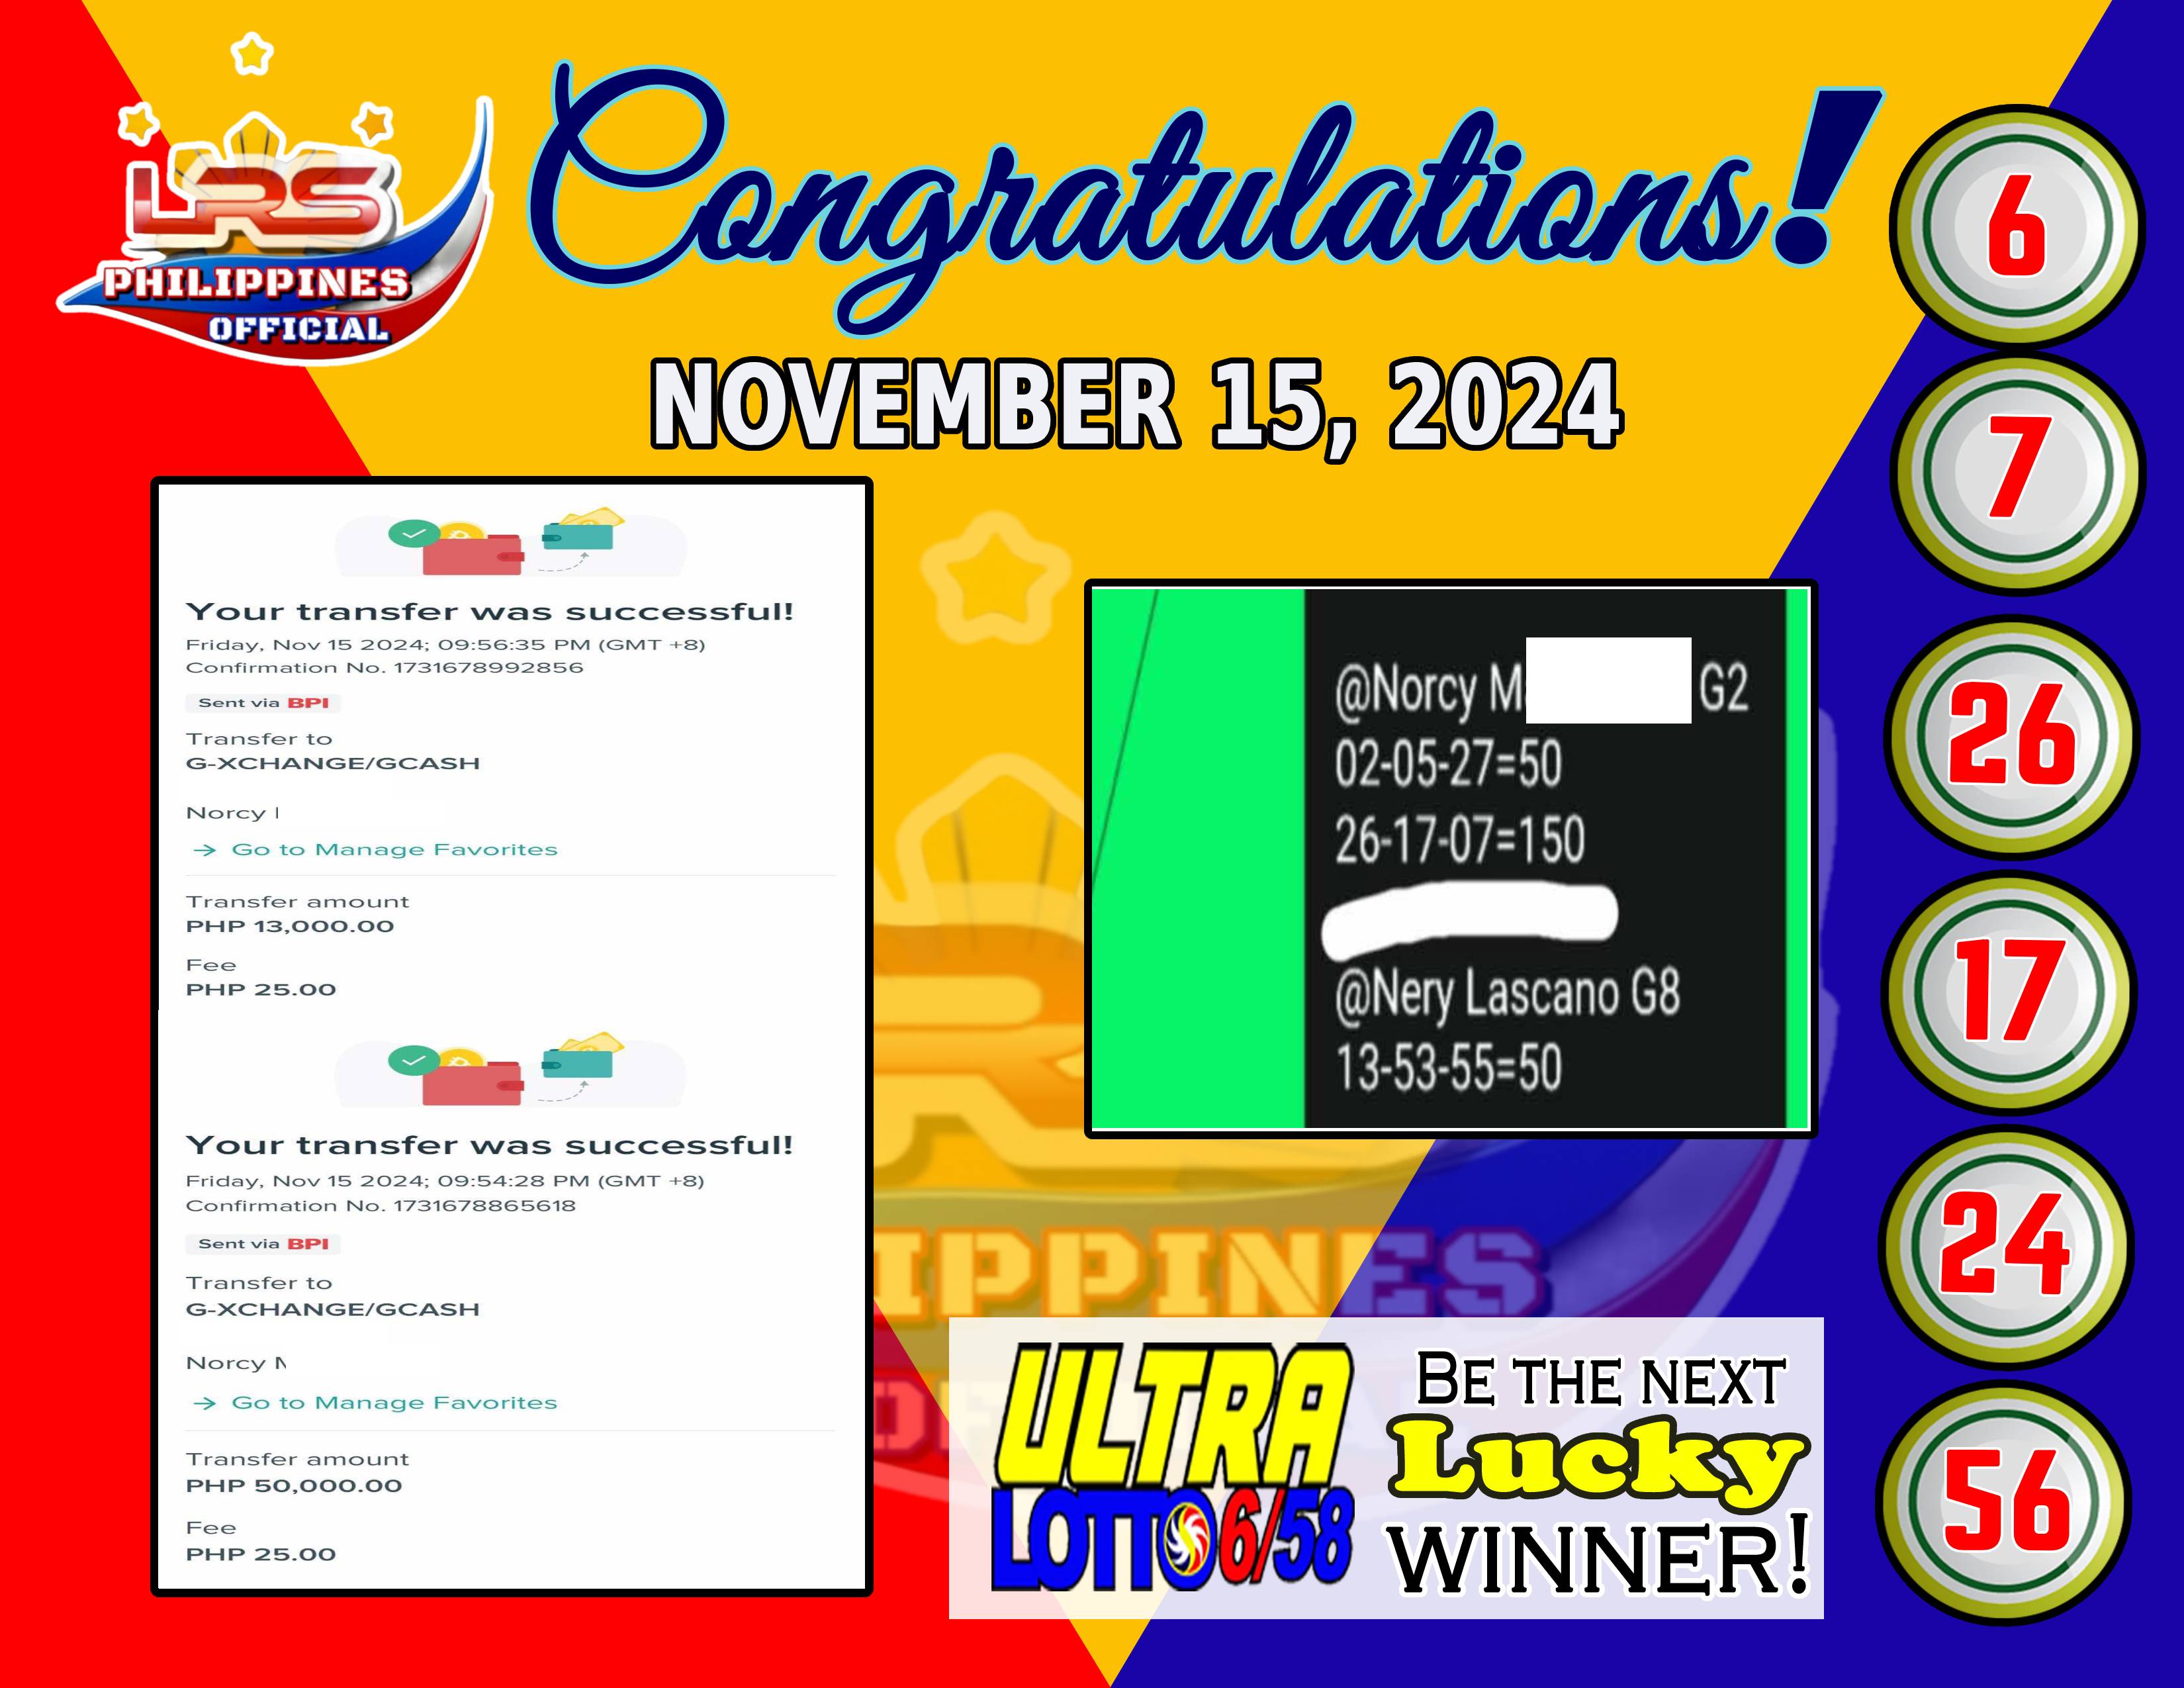 LRS
PHILIPPINES
OFFICIAL
Congratulations!
NOVEMBER 15, 2024
Your transfer was successful!
Friday, Nov 15 2024; 09:56:35 PM (GMT +8)
Confirmation No. 1731678992856
Sent via BPI
Transfer to
G-XCHANGE/GCASH
Norcy
→ Go to Manage Favorites
Transfer amount
PHP 13,000.00
Fee
PHP 25.00
Your transfer was successful!
Friday, Nov 15 2024; 09:54:28 PM (GMT +8)
Confirmation No. 1731678865618
Sent via BPI
Transfer to
G-XCHANGE/GCASH
Norcy
→ Go to Manage Favorites
Transfer amount
PHP 50,000.00
Fee
PHP 25.00
@Norcy M G2
02-05-27=50
26-17-07=150
@Nery Lascano G8
13-53-55=50
ULTRA
LOTTO 6/58
BE THE NEXT
Lucky
WINNER!
6
7
26
17
24
56